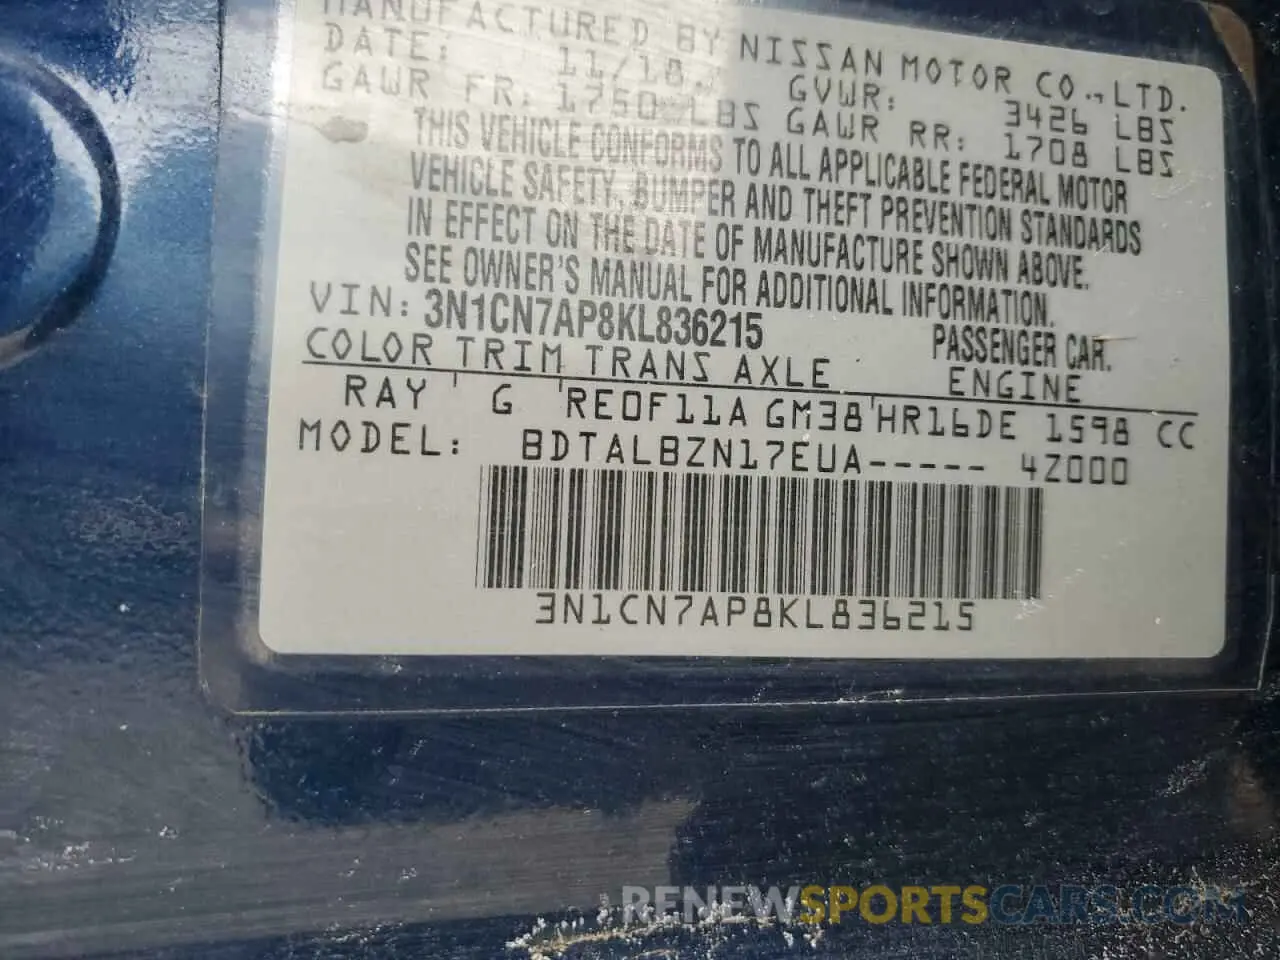 MANUFACTURED BY NISSAN MOTOR CO.,LTD.
DATE: 11/18 GVWR: 3426 LBS
GAWR FR: 1750 LBS GAWR RR: 1708 LBS
THIS VEHICLE CONFORMS TO ALL APPLICABLE FEDERAL MOTOR
VEHICLE SAFETY, BUMPER AND THEFT PREVENTION STANDARDS
IN EFFECT ON THE DATE OF MANUFACTURE SHOWN ABOVE.
SEE OWNER'S MANUAL FOR ADDITIONAL INFORMATION.
VIN: 3N1CN7AP8KL836215 PASSENGER CAR.
COLOR TRIM TRANS AXLE ENGINE
RAY G RE0F11A GM38 HR16DE 1598 CC
MODEL: BDTALBZN17EUA----- 4Z000
3N1CN7AP8KL836215
RENEWSPORTSCARS.COM